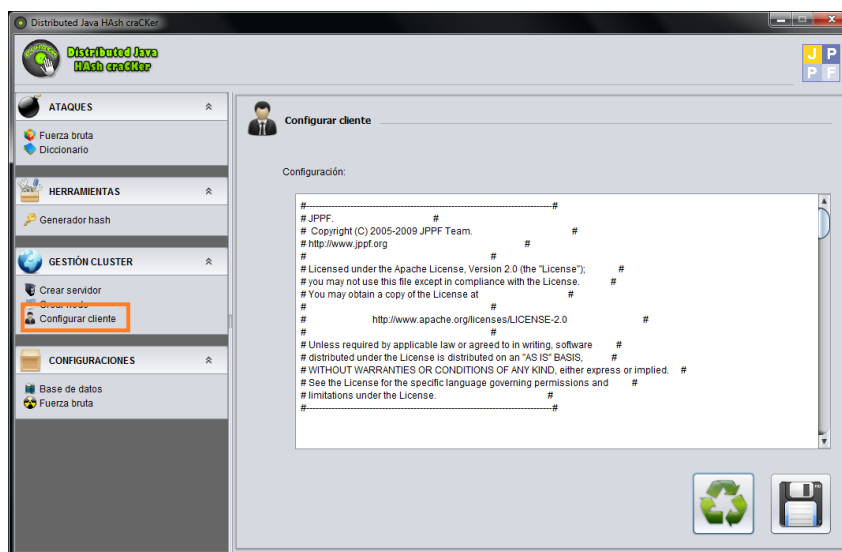 Distributed Java HAsh craCKer
Distributed Java
HAsh craCKer
J P
P F
ATAQUES
Fuerza bruta
Diccionario
HERRAMIENTAS
Generador hash
GESTIÓN CLUSTER
Crear servidor
Crear nodo
Configurar cliente
CONFIGURACIONES
Base de datos
Fuerza bruta
Configurar cliente
Configuración:
#------------------------------------------------------------------------------#
# JPPF. #
# Copyright (C) 2005-2009 JPPF Team. #
# http://www.jppf.org #
# #
# Licensed under the Apache License, Version 2.0 (the "License"); #
# you may not use this file except in compliance with the License. #
# You may obtain a copy of the License at #
# #
# http://www.apache.org/licenses/LICENSE-2.0 #
# #
# Unless required by applicable law or agreed to in writing, software #
# distributed under the License is distributed on an "AS IS" BASIS, #
# WITHOUT WARRANTIES OR CONDITIONS OF ANY KIND, either express or implied. #
# See the License for the specific language governing permissions and #
# limitations under the License. #
#------------------------------------------------------------------------------#